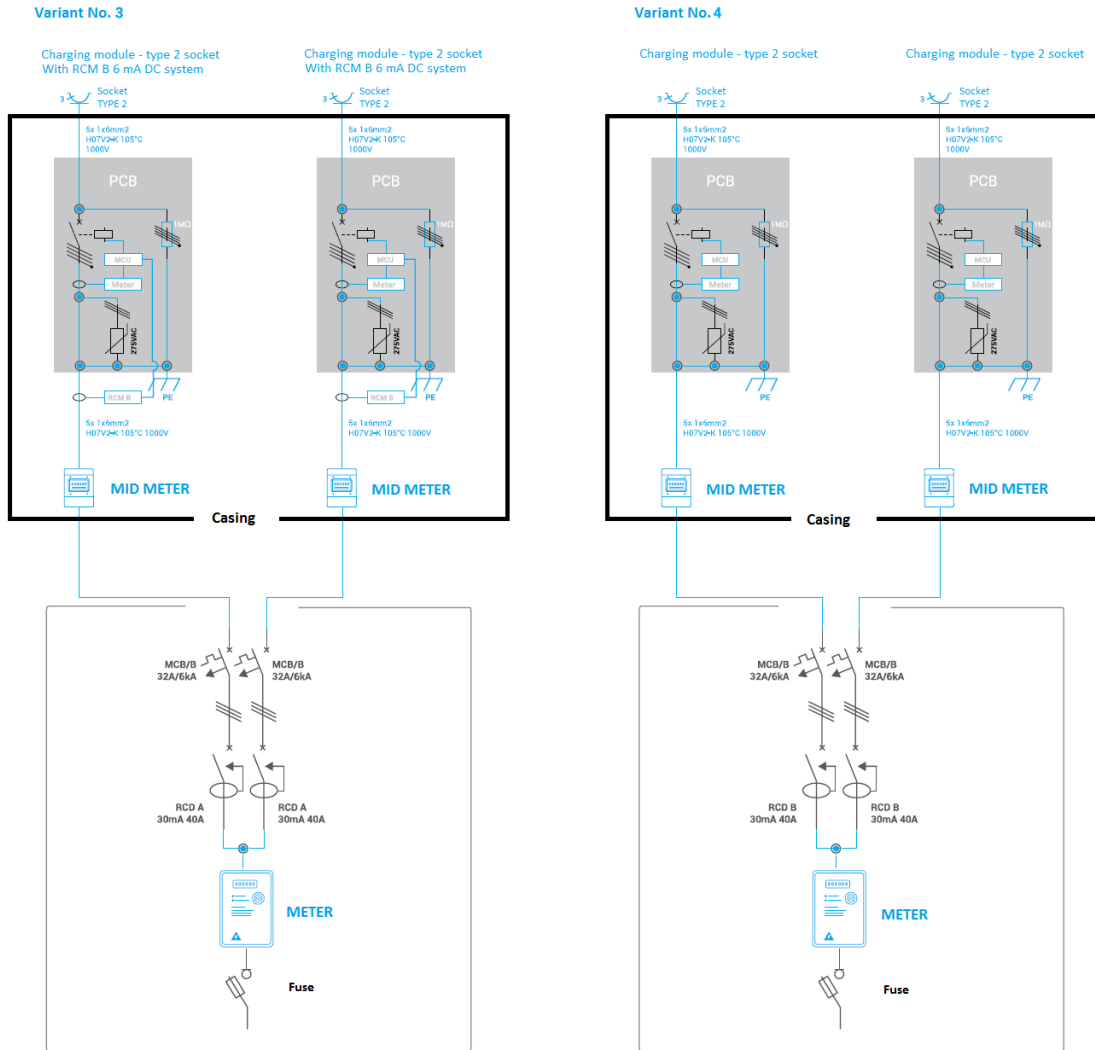 Variant No. 3
Charging module - type 2 socket
With RCM B 6 mA DC system
Charging module - type 2 socket
With RCM B 6 mA DC system
3
Socket
TYPE 2
3
Socket
TYPE 2
5x 1x6mm2
H07V2-K 105°C
1000V
5x 1x6mm2
H07V2-K 105°C
1000V
PCB
PCB
1MΩ
1MΩ
MCU
MCU
Meter
Meter
275VAC
275VAC
RCM B
PE
RCM B
PE
5x 1x6mm2
H07V2-K 105°C 1000V
5x 1x6mm2
H07V2-K 105°C 1000V
MID METER
MID METER
Casing
MCB/B
32A/6kA
MCB/B
32A/6kA
RCD A
30mA 40A
RCD A
30mA 40A
METER
Fuse
Variant No. 4
Charging module - type 2 socket
Charging module - type 2 socket
3
Socket
TYPE 2
3
Socket
TYPE 2
5x 1x6mm2
H07V2-K 105°C
1000V
5x 1x6mm2
H07V2-K 105°C
1000V
PCB
PCB
1MΩ
1MΩ
MCU
MCU
Meter
Meter
275VAC
275VAC
PE
PE
5x 1x6mm2
H07V2-K 105°C 1000V
5x 1x6mm2
H07V2-K 105°C 1000V
MID METER
MID METER
Casing
MCB/B
32A/6kA
MCB/B
32A/6kA
RCD B
30mA 40A
RCD B
30mA 40A
METER
Fuse